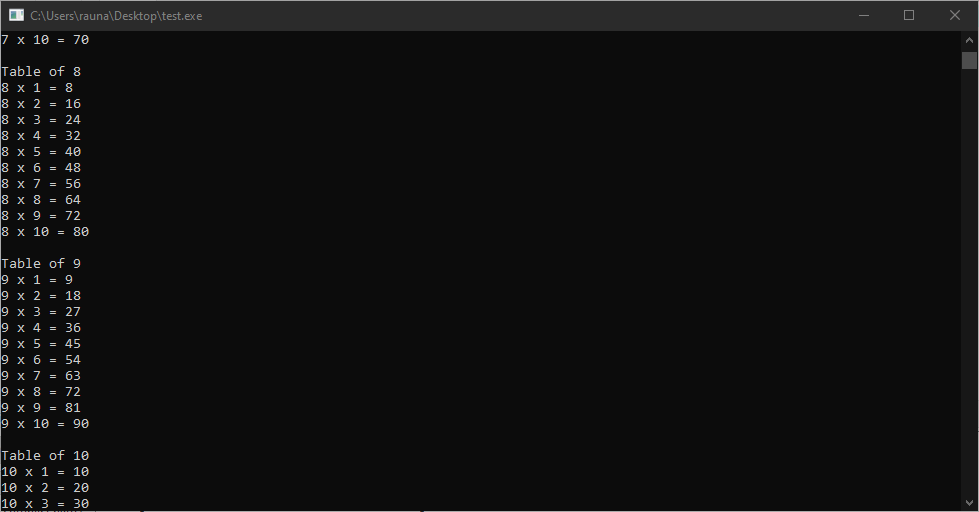 C:\Users\rauna\Desktop\test.exe
7 x 10 = 70
Table of 8
8 x 1 = 8
8 x 2 = 16
8 x 3 = 24
8 x 4 = 32
8 x 5 = 40
8 x 6 = 48
8 x 7 = 56
8 x 8 = 64
8 x 9 = 72
8 x 10 = 80
Table of 9
9 x 1 = 9
9 x 2 = 18
9 x 3 = 27
9 x 4 = 36
9 x 5 = 45
9 x 6 = 54
9 x 7 = 63
9 x 8 = 72
9 x 9 = 81
9 x 10 = 90
Table of 10
10 x 1 = 10
10 x 2 = 20
10 x 3 = 30